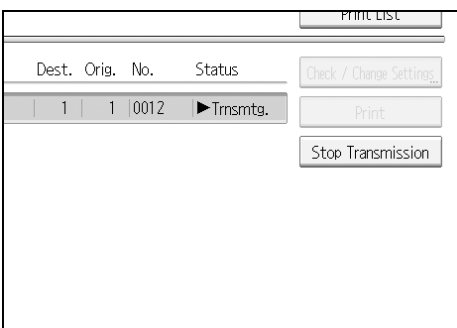 Print List
Dest. Orig. No. Status
Check / Change Settings
1 1 0012 ►Trnsmtg.
Print
Stop Transmission